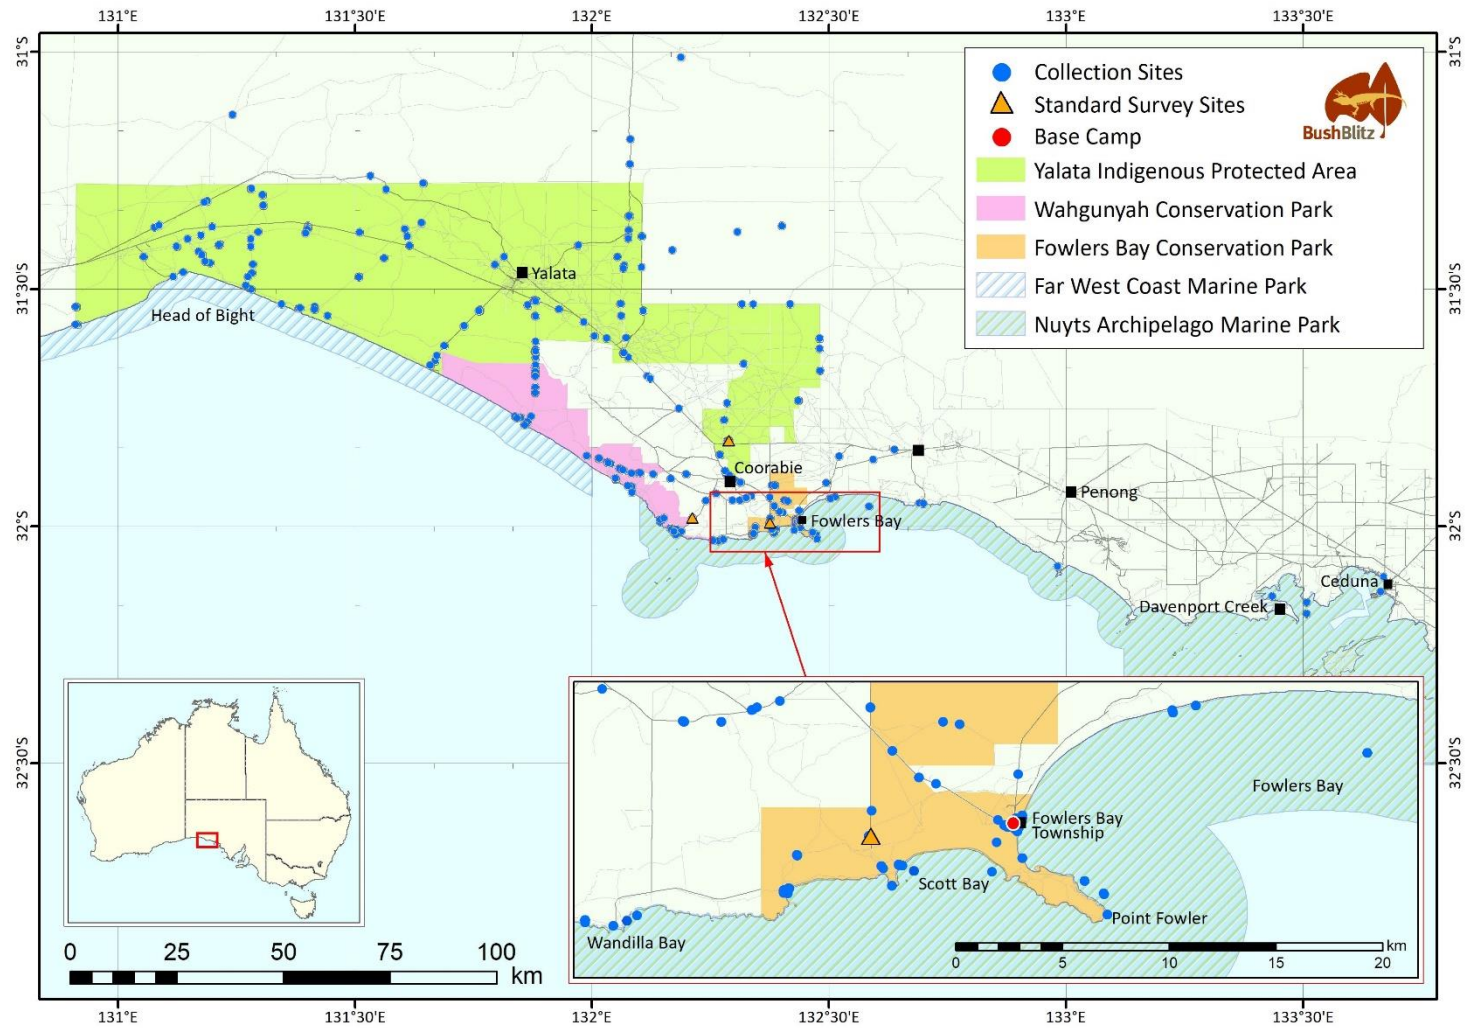 131°E 131°30'E 132°E 132°30'E 133°E 133°30'E
31°S
31°S
Collection Sites
Standard Survey Sites
Base Camp
BushBlitz
Yalata Indigenous Protected Area
Wahgunyah Conservation Park
Fowlers Bay Conservation Park
Far West Coast Marine Park
Nuyts Archipelago Marine Park
Yalata
31°30'S
31°30'S
Head of Bight
Coorabie
Penong
Fowlers Bay
32°S
32°S
Ceduna
Davenport Creek
32°30'S
32°30'S
Fowlers Bay
Fowlers Bay
Township
Scott Bay
Point Fowler
Wandilla Bay
0 5 10 15 20 km
0 25 50 75 100
km
131°E 131°30'E 132°E 132°30'E 133°E 133°30'E